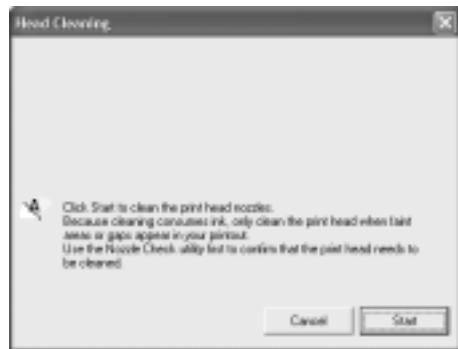 Head Cleaning
Click Start to clean the print head nozzles.
Because cleaning consumes ink, only clean the print head when faint
areas or gaps appear in your printout.
Use the Nozzle Check utility first to confirm that the print head needs to
be cleaned.
Cancel
Start